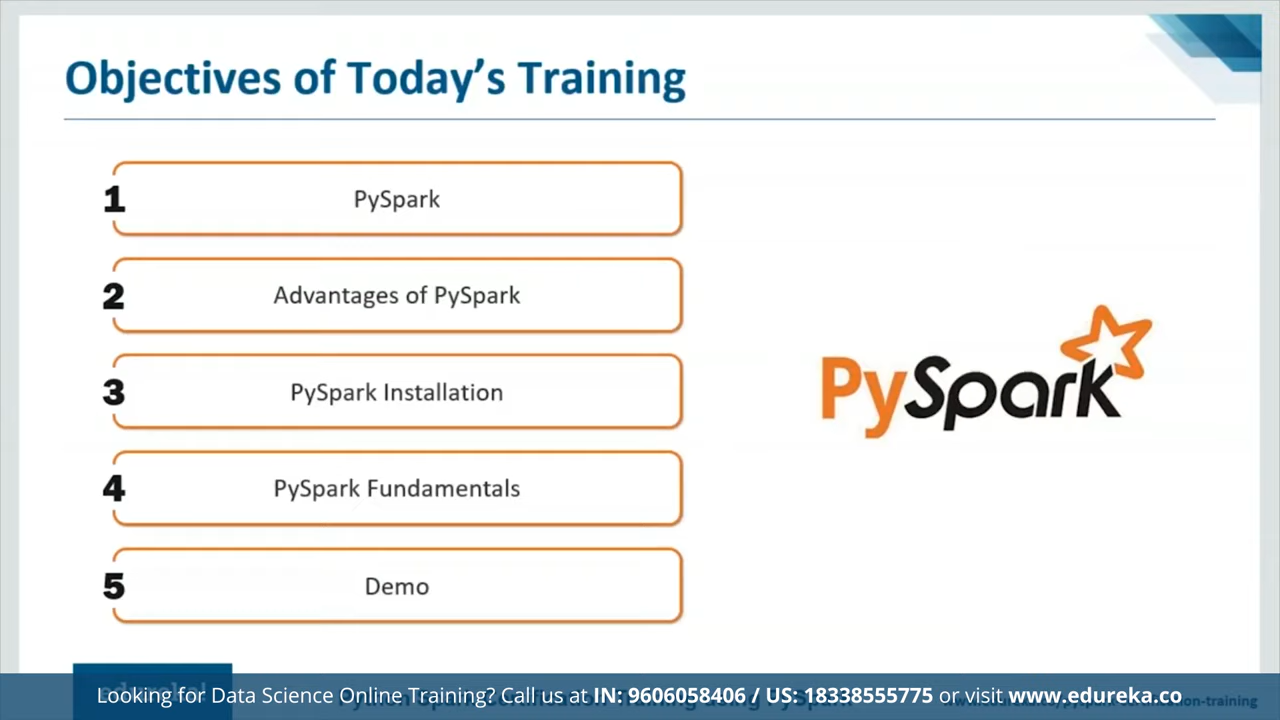 Objectives of Today's Training
1 PySpark
2 Advantages of PySpark
3 PySpark Installation
4 PySpark Fundamentals
5 Demo
PySpark
Looking for Data Science Online Training? Call us at IN: 9606058406 / US: 18338555775 or visit www.edureka.co